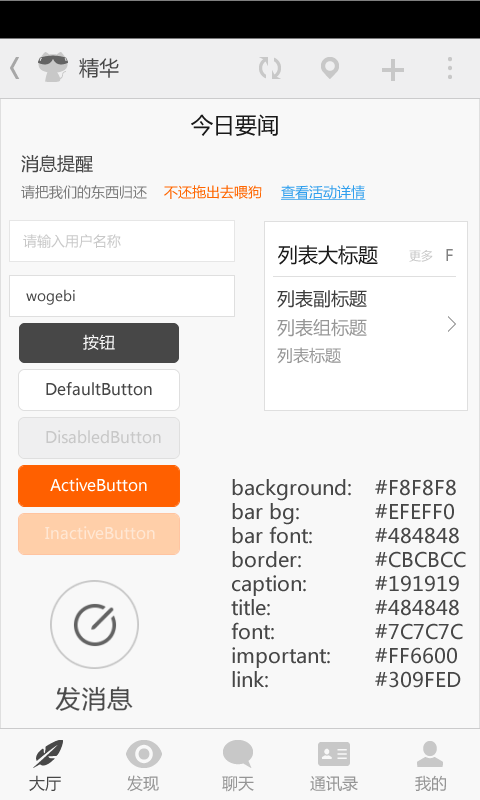 精华
今日要闻
消息提醒
请把我们的东西归还 不还拖出去喂狗 查看活动详情
请输入用户名称
wogebi
按钮
DefaultButton
DisabledButton
ActiveButton
InactiveButton
发消息
列表大标题 更多 F
列表副标题
列表组标题
列表标题
background: #F8F8F8
bar bg: #EFEFF0
bar font: #484848
border: #CBCBCC
caption: #191919
title: #484848
font: #7C7C7C
important: #FF6600
link: #309FED
大厅 发现 聊天 通讯录 我的